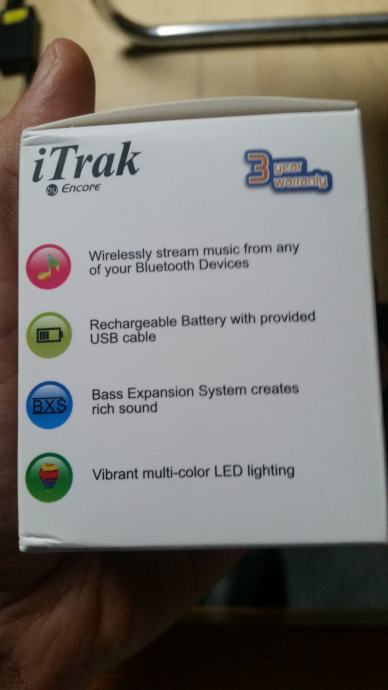 iTrak
by Encore
3 year
warranty
Wirelessly stream music from any
of your Bluetooth Devices
Rechargeable Battery with provided
USB cable
BXS
Bass Expansion System creates
rich sound
Vibrant multi-color LED lighting